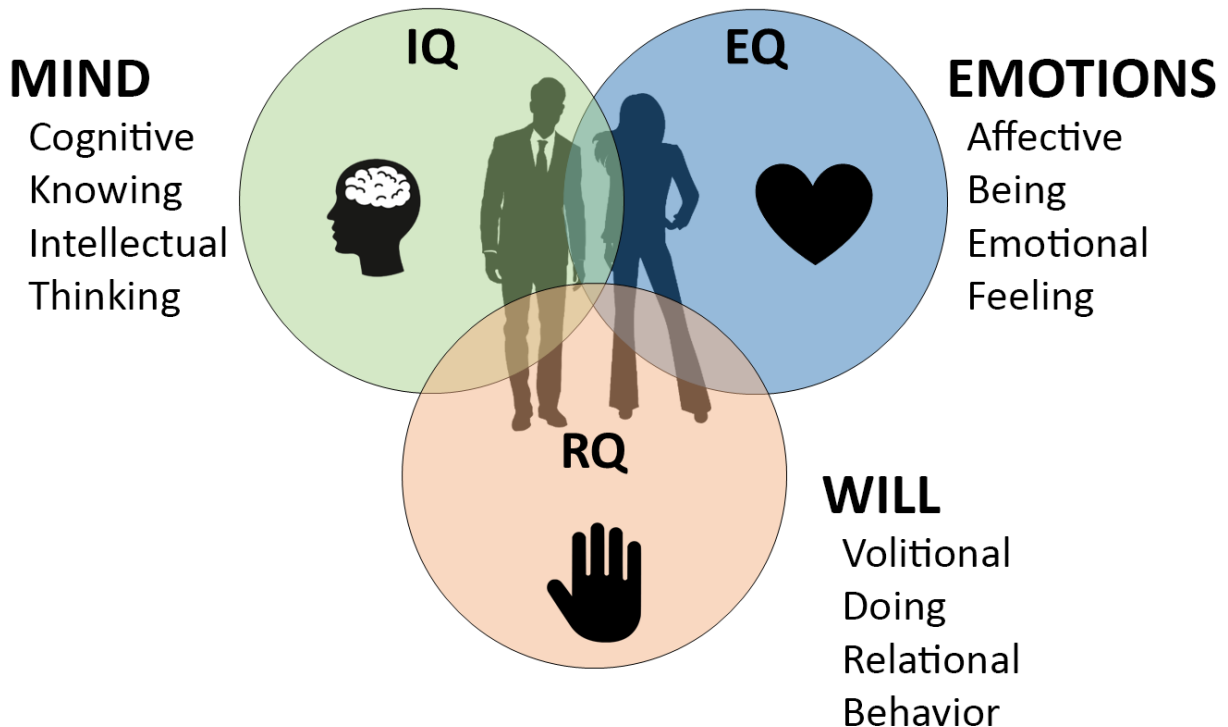 IQ
EQ
MIND
Cognitive
Knowing
Intellectual
Thinking
EMOTIONS
Affective
Being
Emotional
Feeling
RQ
WILL
Volitional
Doing
Relational
Behavior